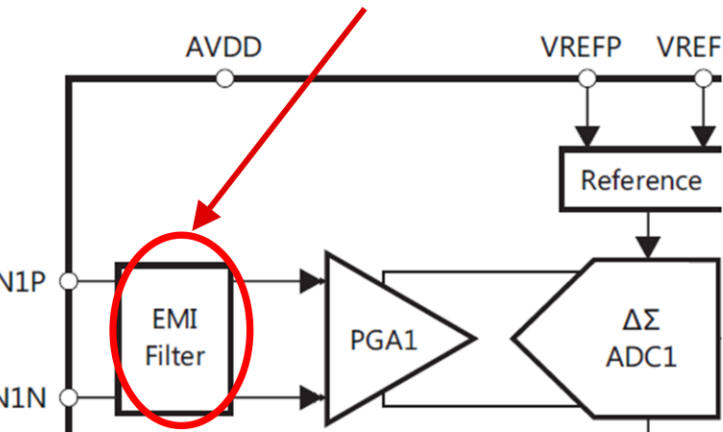 AVDD
VREFP
VREF
Reference
N1P
EMI
Filter
PGA1
ΔΣ
ADC1
N1N